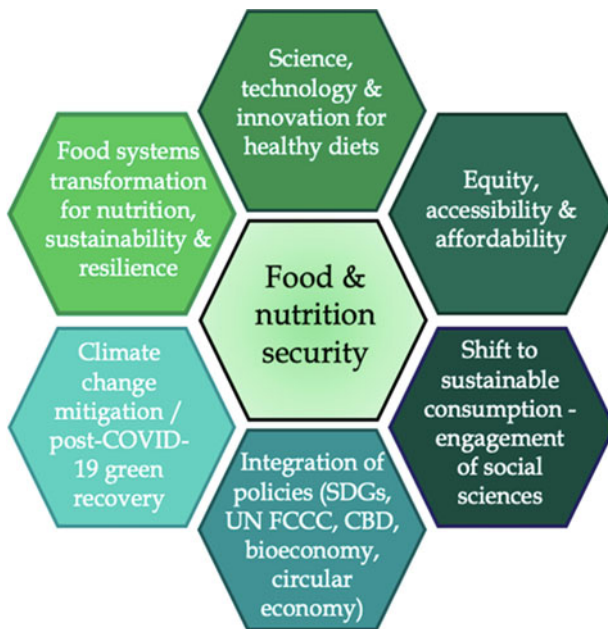 Science,
technology &
innovation for
healthy diets
Food systems
transformation
for nutrition,
sustainability &
resilience
Equity,
accessibility &
affordability
Food &
nutrition
security
Climate
change
mitigation /
post-COVID-
19 green
recovery
Shift to
sustainable
consumption -
engagement
of social
sciences
Integration of
policies (SDGs,
UN FCCC, CBD,
bioeconomy,
circular
economy)